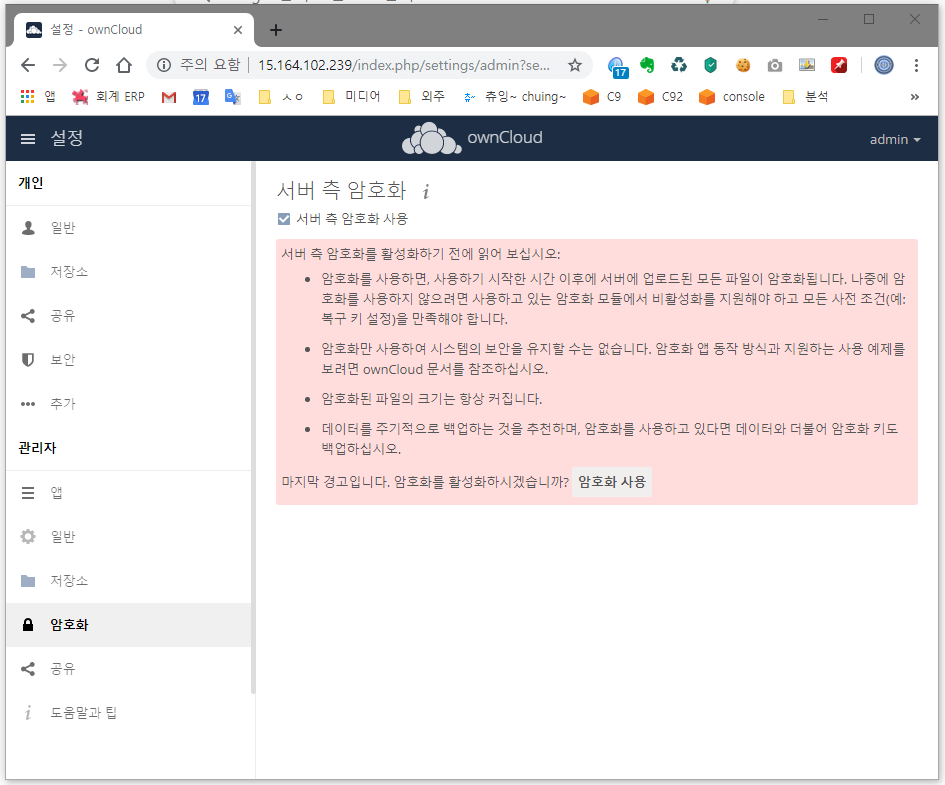 설정 - ownCloud
주의 요함 | 15.164.102.239/index.php/settings/admin?se...
17
앱 회계 ERP 17 ㅅㅇ 미디어 외주 츄잉~ chuing~ C9 C92 console 분석 »
설정 ownCloud admin
개인
일반
저장소
공유
보안
추가
관리자
앱
일반
저장소
암호화
공유
도움말과 팁
서버 측 암호화 i
서버 측 암호화 사용
서버 측 암호화를 활성화하기 전에 읽어 보십시오:
암호화를 사용하면, 사용하기 시작한 시간 이후에 서버에 업로드된 모든 파일이 암호화됩니다. 나중에 암
호화를 사용하지 않으려면 사용하고 있는 암호화 모듈에서 비활성화를 지원해야 하고 모든 사전 조건(예:
복구 키 설정)을 만족해야 합니다.
암호화만 사용하여 시스템의 보안을 유지할 수는 없습니다. 암호화 앱 동작 방식과 지원하는 사용 예제를
보려면 ownCloud 문서를 참조하십시오.
암호화된 파일의 크기는 항상 커집니다.
데이터를 주기적으로 백업하는 것을 추천하며, 암호화를 사용하고 있다면 데이터와 더불어 암호화 키도
백업하십시오.
마지막 경고입니다. 암호화를 활성화하시겠습니까? 암호화 사용